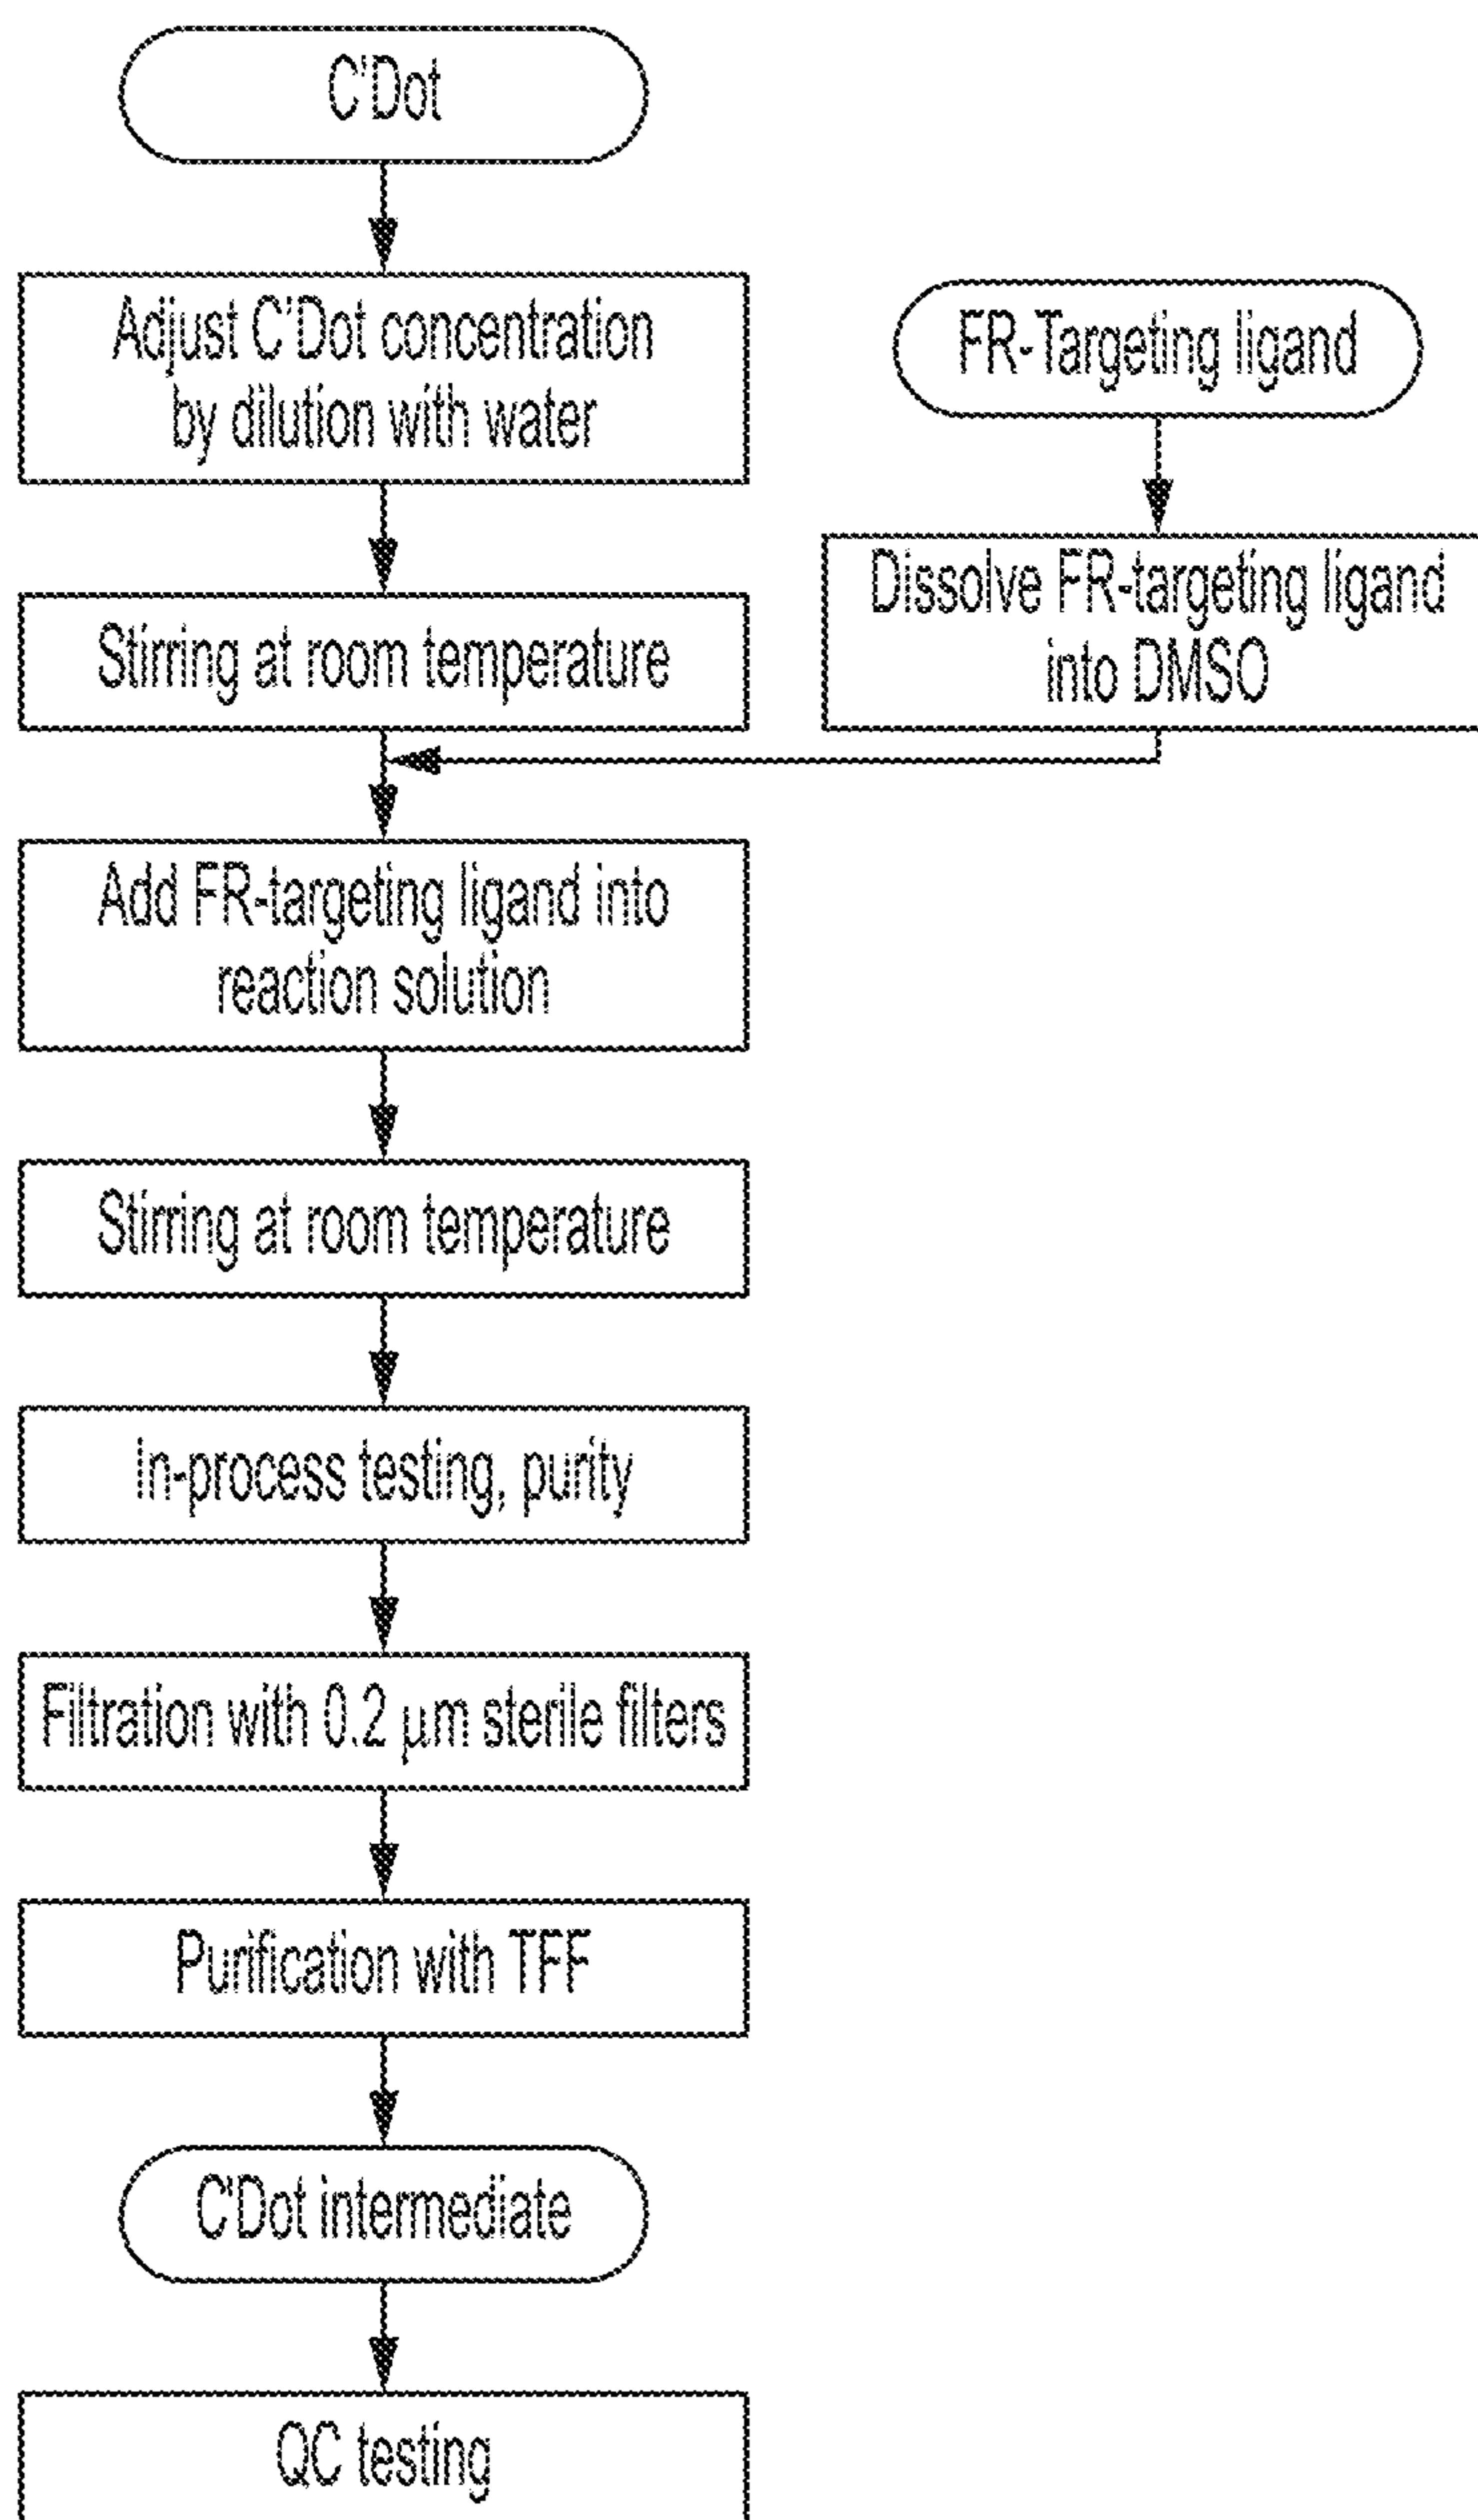 C'Dot
Adjust C'Dot concentration
by dilution with water
FR-Targeting ligand
Dissolve FR-targeting ligand
into DMSO
Stirring at room temperature
Add FR-targeting ligand into
reaction solution
Stirring at room temperature
In-process testing, purity
Filtration with 0.2 μm sterile filters
Purification with TFF
C'Dot intermediate
QC testing